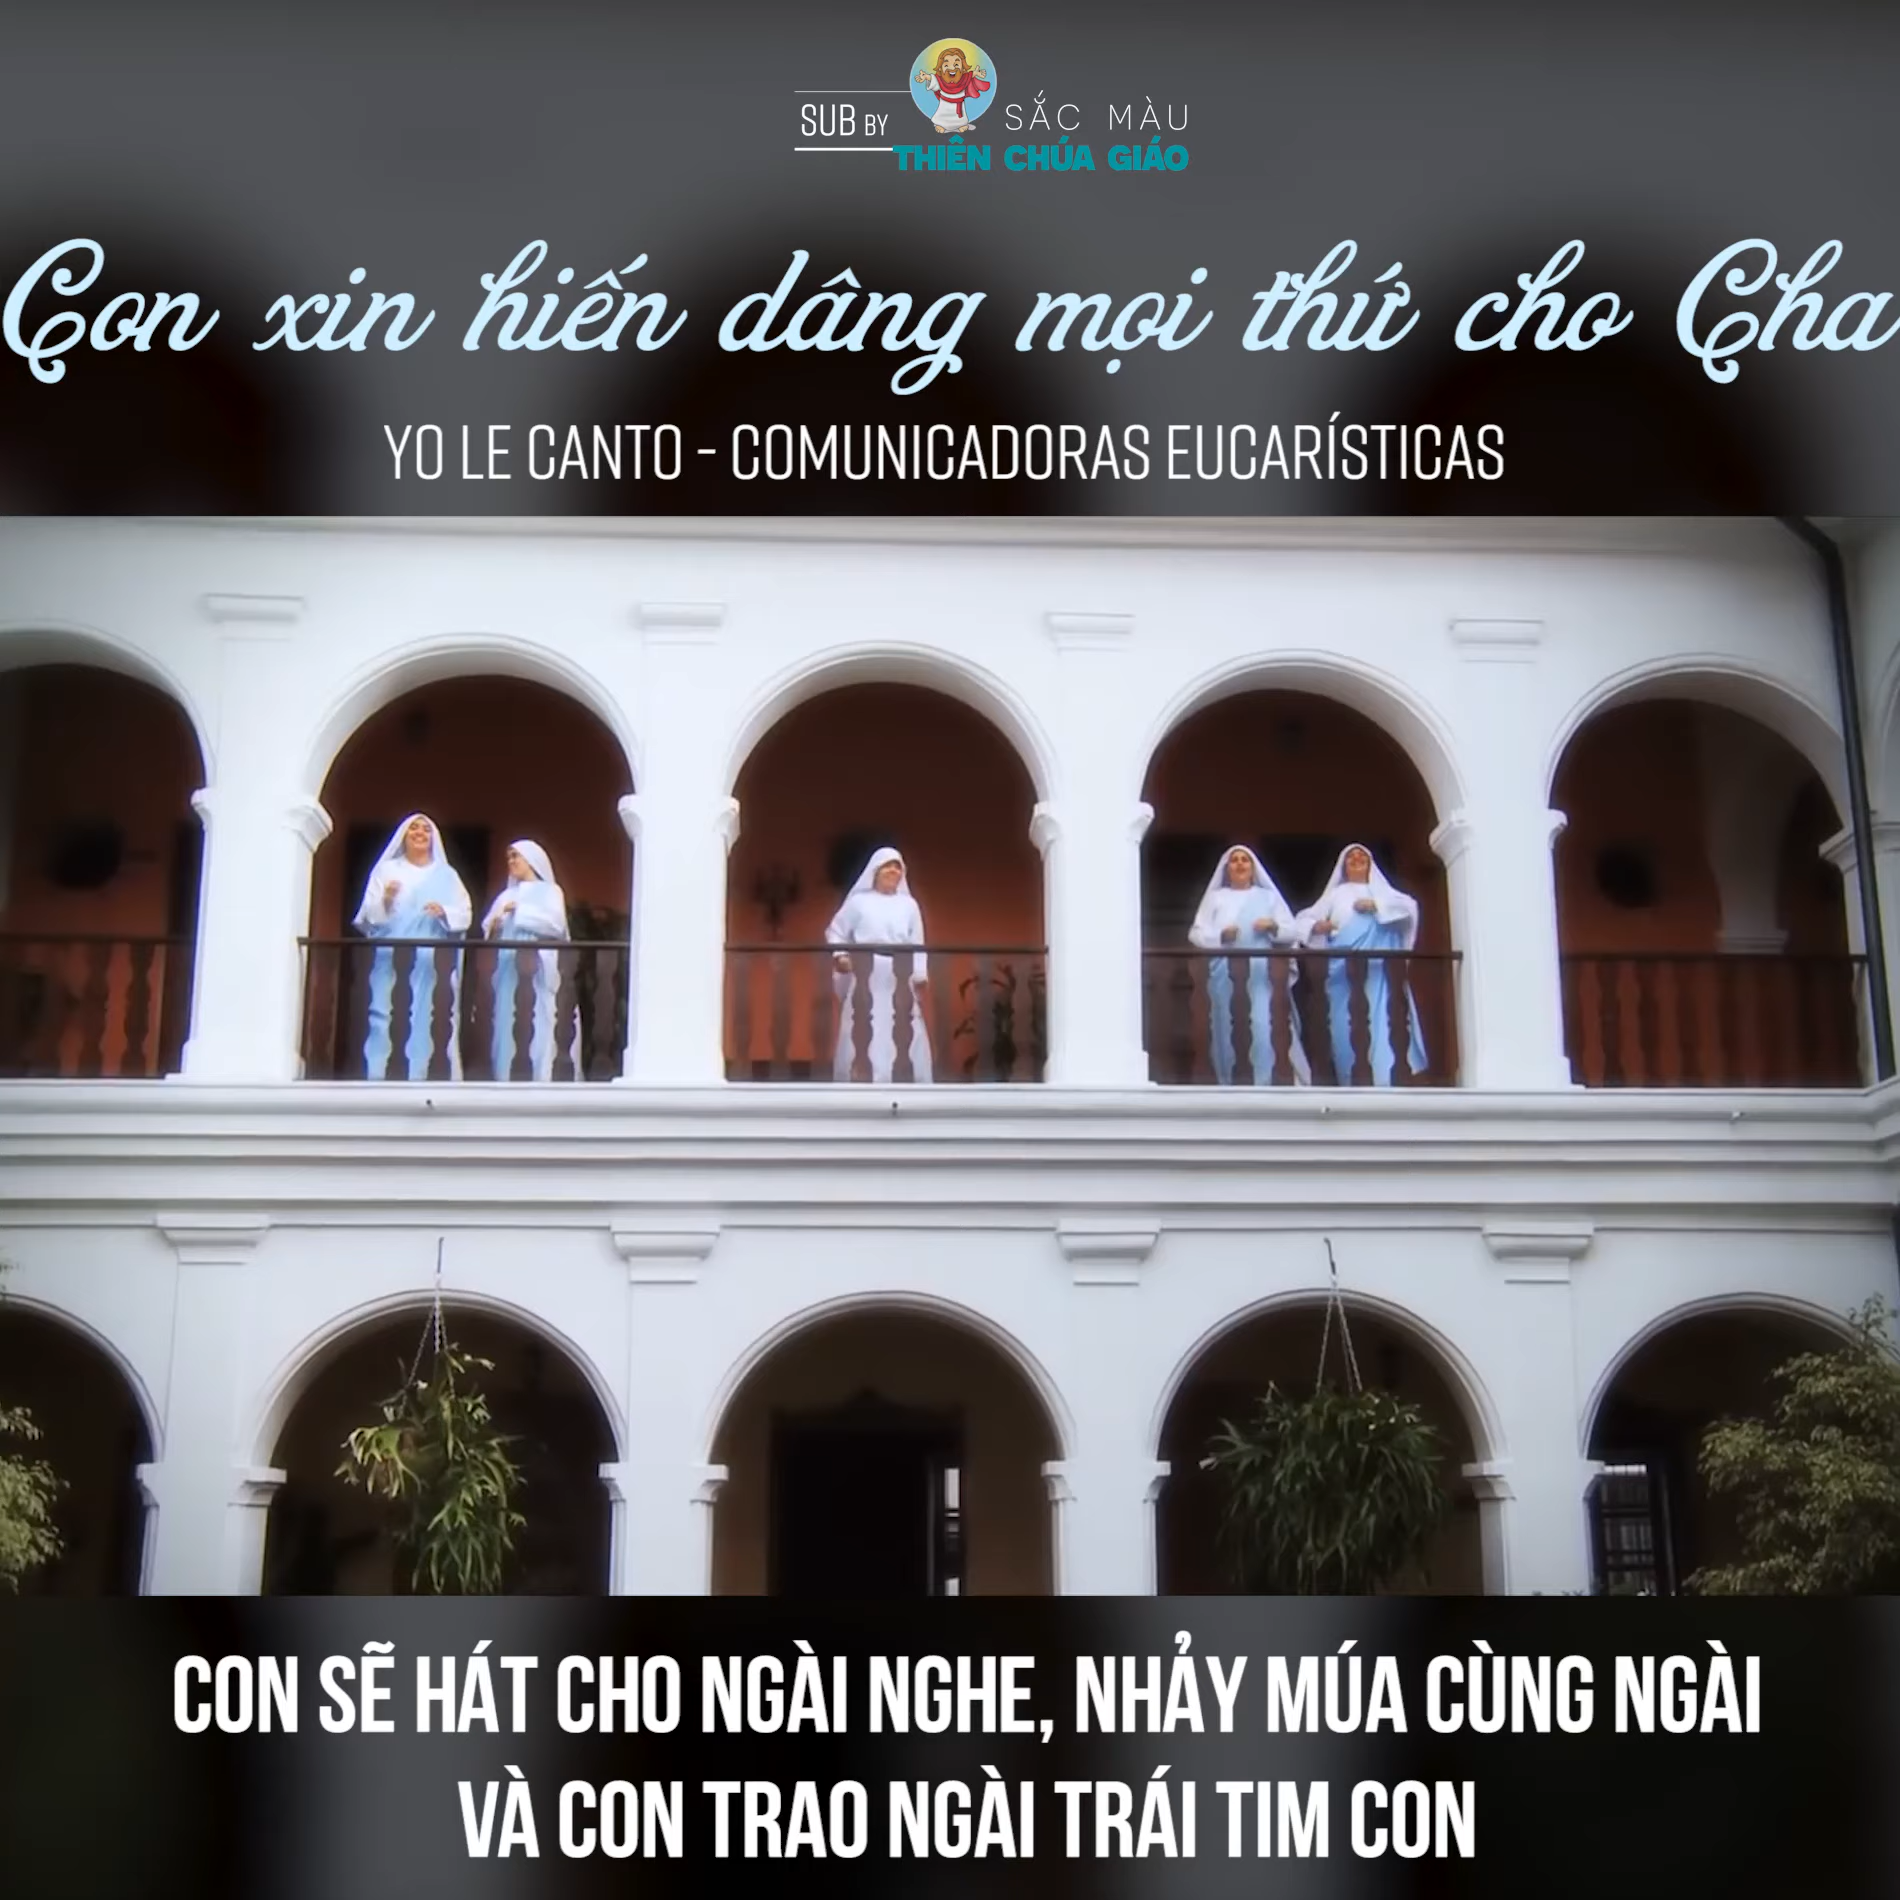 SUB BY SẮC MÀU
THIÊN CHÚA GIÁO
Con xin hiến dâng mọi thứ cho Cha
YO LE CANTO - COMUNICADORAS EUCARÍSTICAS
CON SẼ HÁT CHO NGÀI NGHE, NHẢY MÚA CÙNG NGÀI
VÀ CON TRAO NGÀI TRÁI TIM CON